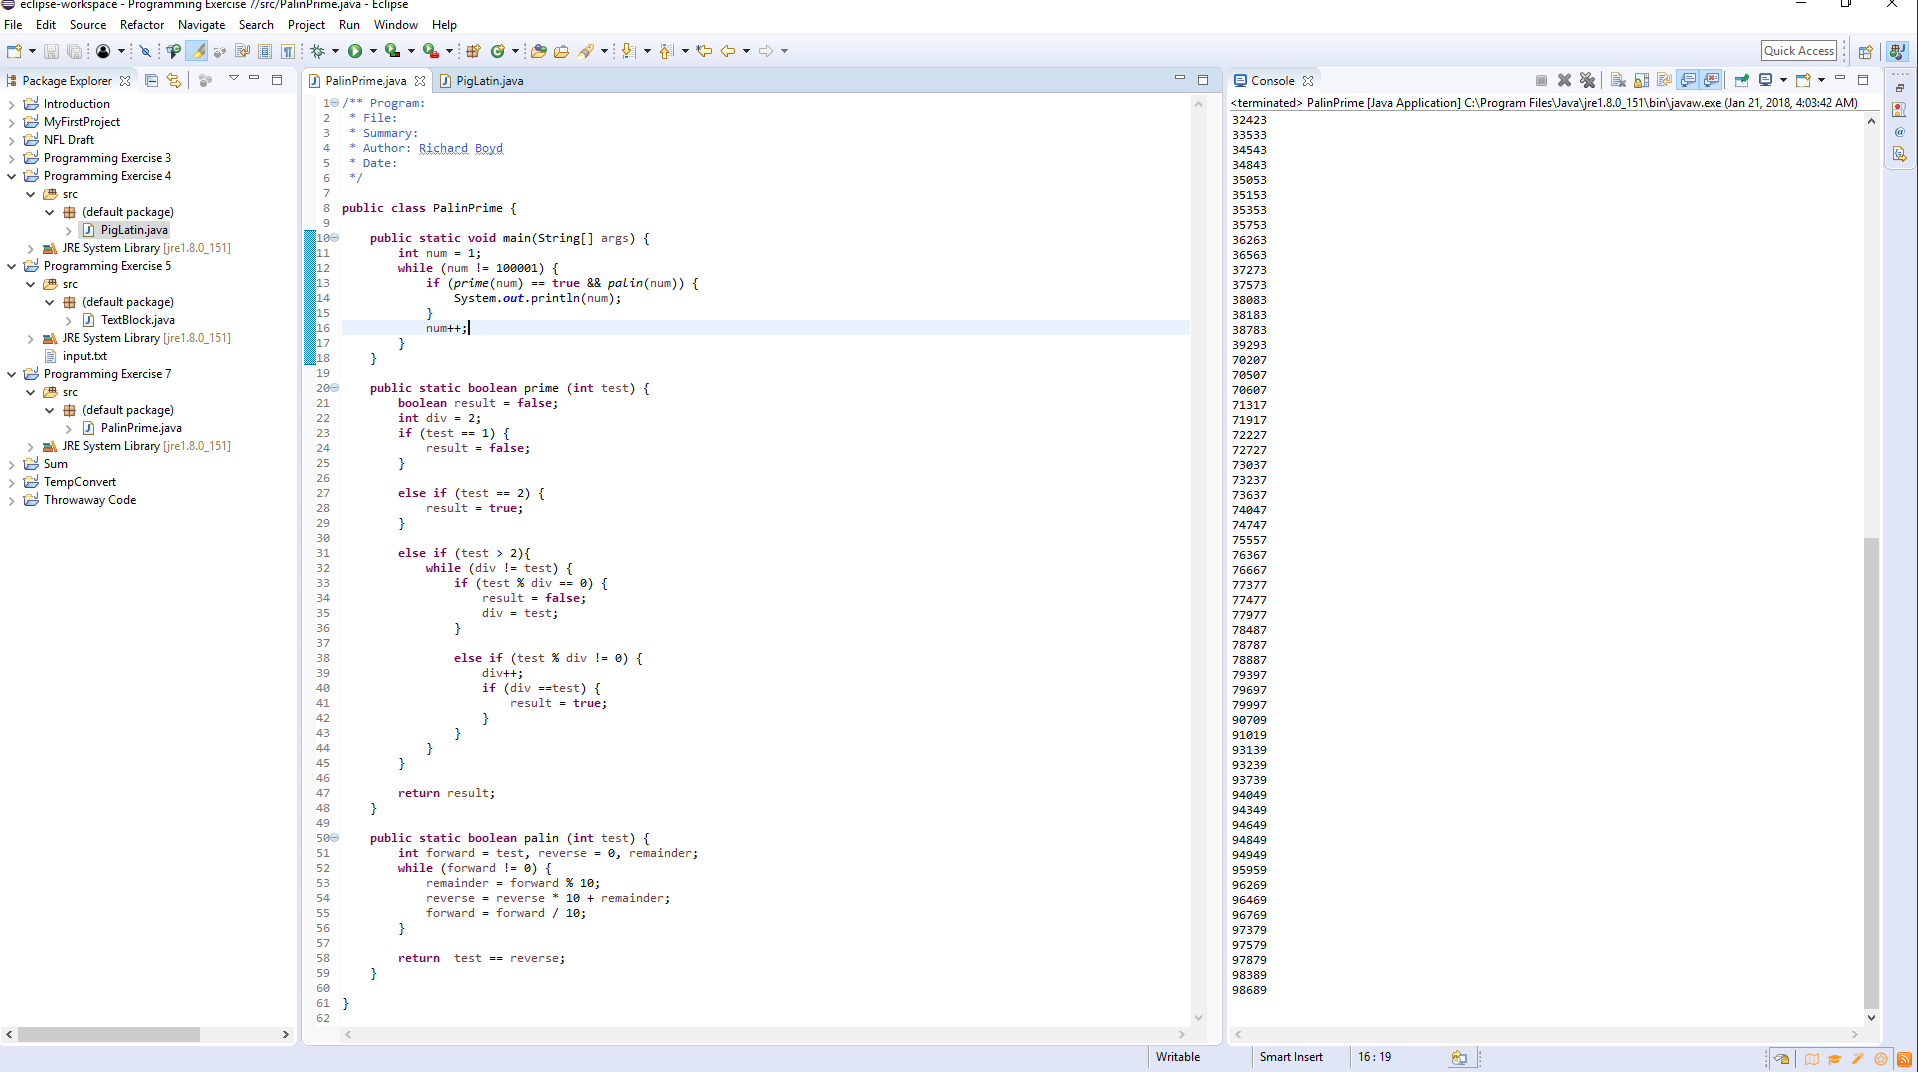 eclipse-workspace - Programming Exercise 7/src/PalinPrime.java - Eclipse
File Edit Source Refactor Navigate Search Project Run Window Help
Quick Access
Package Explorer
Introduction
MyFirstProject
NFL Draft
Programming Exercise 3
Programming Exercise 4
src
(default package)
PigLatin.java
JRE System Library [jre1.8.0_151]
Programming Exercise 5
src
(default package)
TextBlock.java
JRE System Library [jre1.8.0_151]
input.txt
Programming Exercise 7
src
(default package)
PalinPrime.java
JRE System Library [jre1.8.0_151]
Sum
TempConvert
Throwaway Code
PalinPrime.java PigLatin.java
1 /** Program:
2 * File:
3 * Summary:
4 * Author: Richard Boyd
5 * Date:
6 */
7
8 public class PalinPrime {
9
10 public static void main(String[] args) {
11 int num = 1;
12 while (num != 100001) {
13 if (prime(num) == true && palin(num)) {
14 System.out.println(num);
15 }
16 num++;
17 }
18 }
19
20 public static boolean prime (int test) {
21 boolean result = false;
22 int div = 2;
23 if (test == 1) {
24 result = false;
25 }
26
27 else if (test == 2) {
28 result = true;
29 }
30
31 else if (test > 2){
32 while (div != test) {
33 if (test % div == 0) {
34 result = false;
35 div = test;
36 }
37
38 else if (test % div != 0) {
39 div++;
40 if (div ==test) {
41 result = true;
42 }
43 }
44 }
45 }
46
47 return result;
48 }
49
50 public static boolean palin (int test) {
51 int forward = test, reverse = 0, remainder;
52 while (forward != 0) {
53 remainder = forward % 10;
54 reverse = reverse * 10 + remainder;
55 forward = forward / 10;
56 }
57
58 return  test == reverse;
59 }
60
61 }
62
Console
<terminated> PalinPrime [Java Application] C:\Program Files\Java\jre1.8.0_151\bin\javaw.exe (Jan 21, 2018, 4:03:42 AM)
32423
33533
34543
34843
35053
35153
35353
35753
36263
36563
37273
37573
38083
38183
38783
39293
70207
70507
70607
71317
71917
72227
72727
73037
73237
73637
74047
74747
75557
76367
76667
77377
77477
77977
78487
78787
78887
79397
79697
79997
90709
91019
93139
93239
93739
94049
94349
94649
94849
94949
95959
96269
96469
96769
97379
97579
97879
98389
98689
Writable Smart Insert 16 : 19